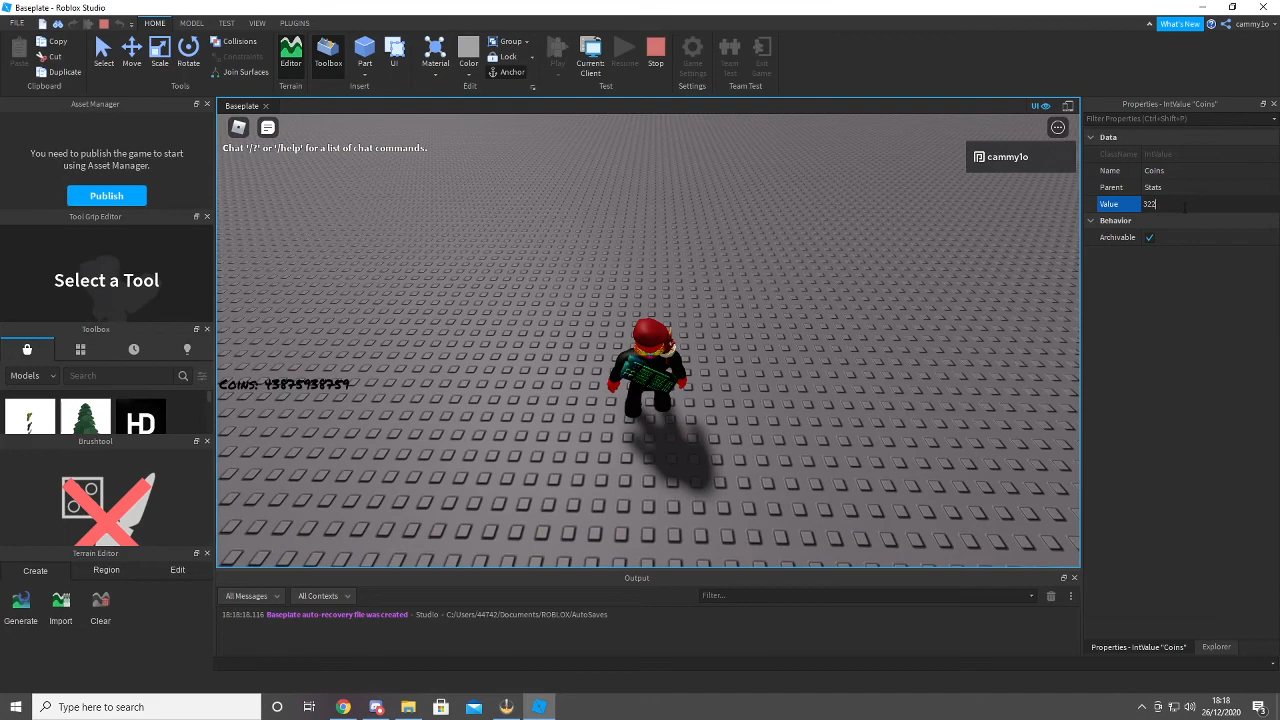 Baseplate - Roblox Studio
FILE HOME MODEL TEST VIEW PLUGINS What's New cammy1o
Paste Copy Cut Duplicate Clipboard
Select Move Scale Rotate Collisions Constraints Join Surfaces Tools
Editor Terrain
Toolbox Part UI Insert
Material Color Group Lock Anchor Edit
Play Current: Client Resume Stop Test
Game Settings Settings
Team Test Exit Game Team Test
Asset Manager
You need to publish the game to start
using Asset Manager.
Publish
Tool Grip Editor
Select a Tool
Toolbox
Models Search
HD
Brushtool
Terrain Editor
Create Region Edit
Generate Import Clear
Baseplate
UI
Chat '/?' or '/help' for a list of chat commands.
cammy1o
Coins: 43875938759
Output
All Messages All Contexts Filter...
18:18:18.116 Baseplate auto-recovery file was created - Studio - C:/Users/44742/Documents/ROBLOX/AutoSaves
Properties - IntValue "Coins"
Filter Properties (Ctrl+Shift+P)
Data
ClassName IntValue
Name Coins
Parent Stats
Value 322
Behavior
Archivable
Properties - IntValue "Coins" Explorer
Type here to search
18:18
26/12/2020